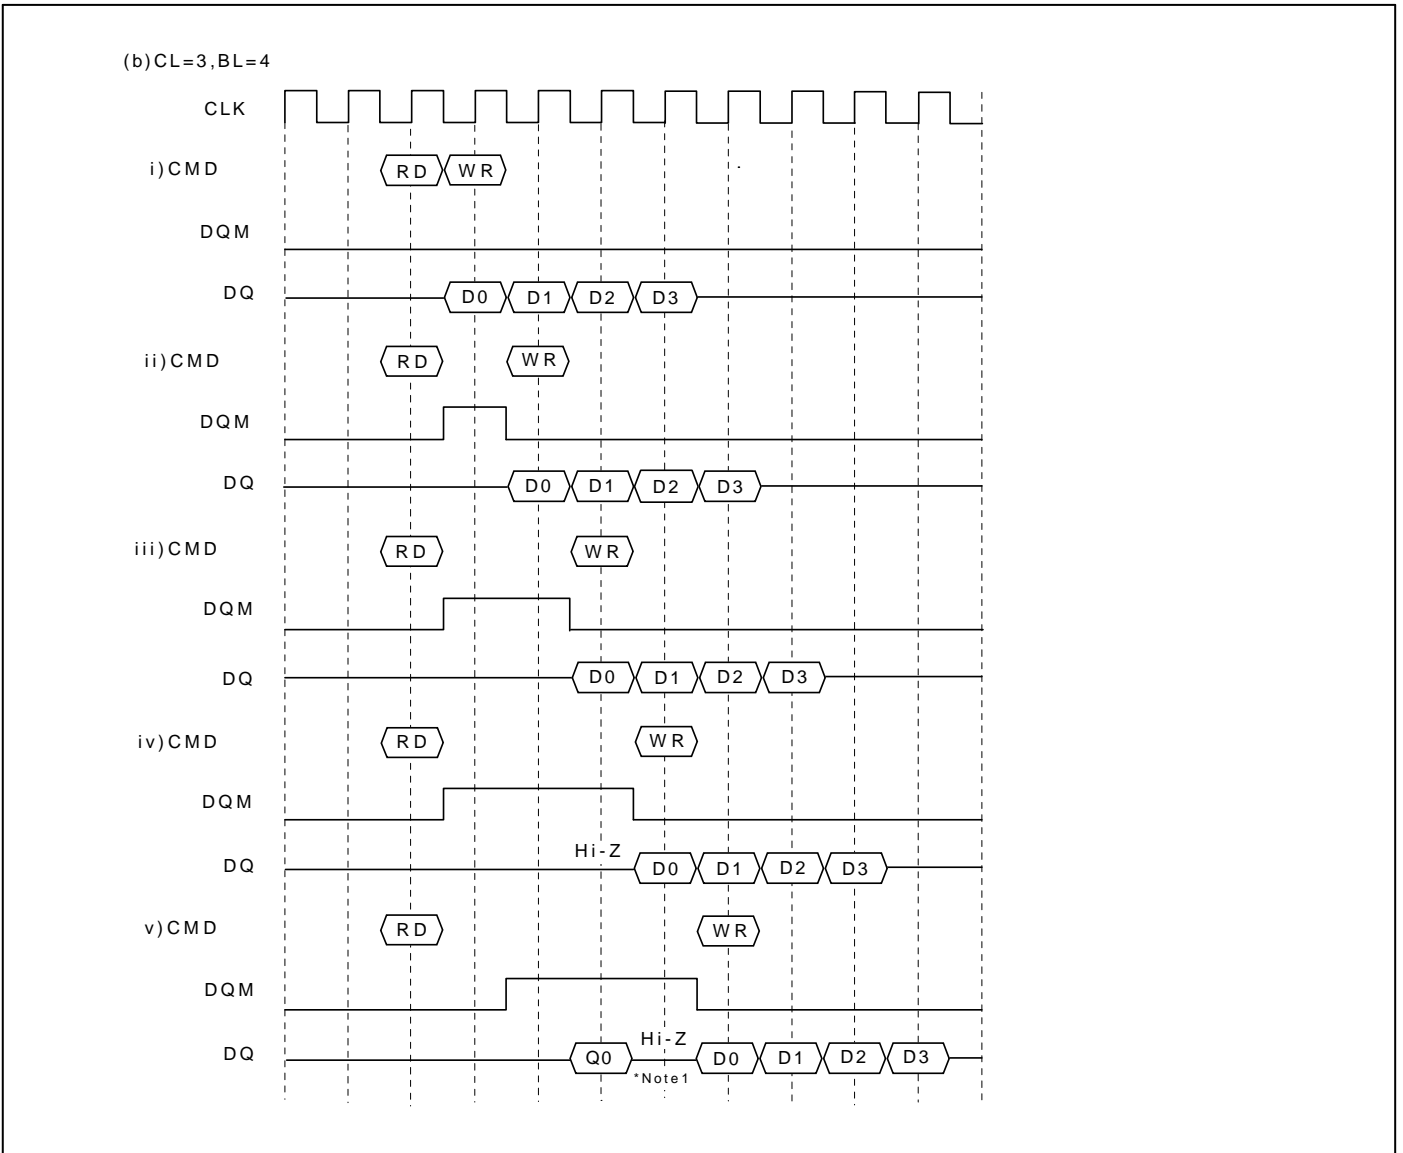 (b)CL=3,BL=4
CLK
i)CMD RD WR
DQM
DQ D0 D1 D2 D3
ii)CMD RD WR
DQM
DQ D0 D1 D2 D3
iii)CMD RD WR
DQM
DQ D0 D1 D2 D3
iv)CMD RD WR
DQM
Hi-Z
DQ D0 D1 D2 D3
v)CMD RD WR
DQM
Hi-Z
DQ Q0 D0 D1 D2 D3
*Note1